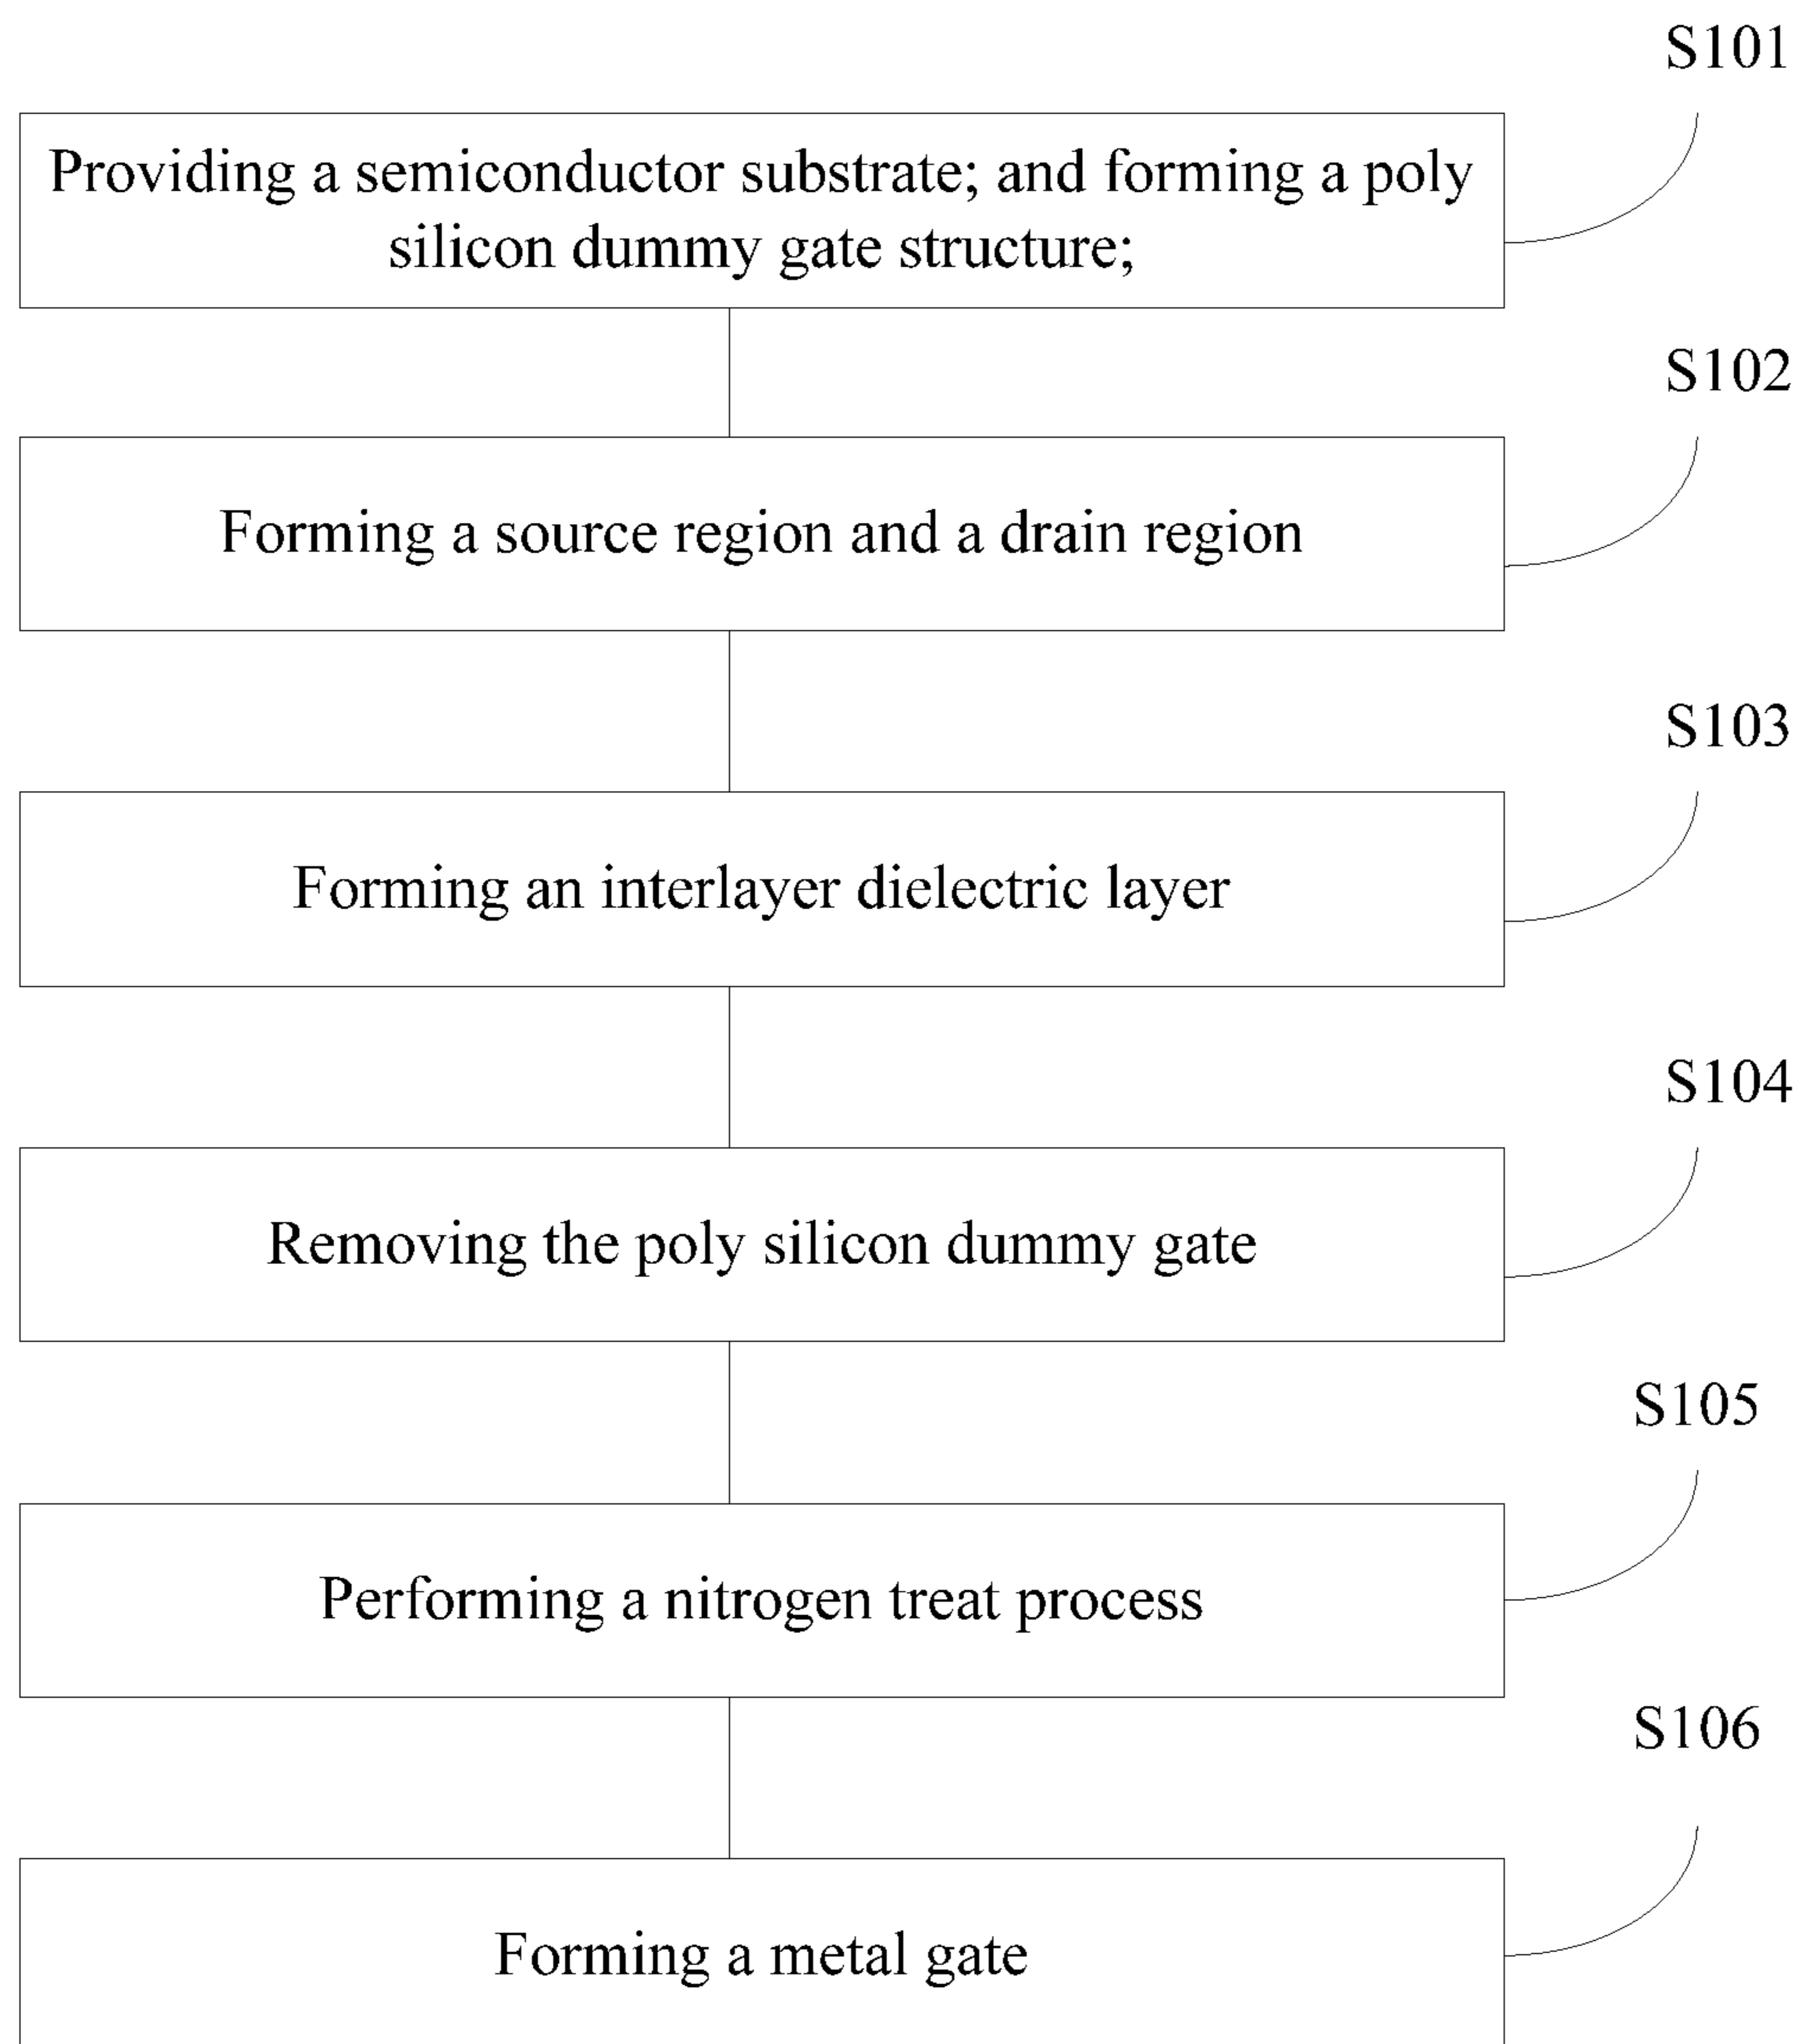 S101
Providing a semiconductor substrate; and forming a poly
silicon dummy gate structure;
S102
Forming a source region and a drain region
S103
Forming an interlayer dielectric layer
S104
Removing the poly silicon dummy gate
S105
Performing a nitrogen treat process
S106
Forming a metal gate